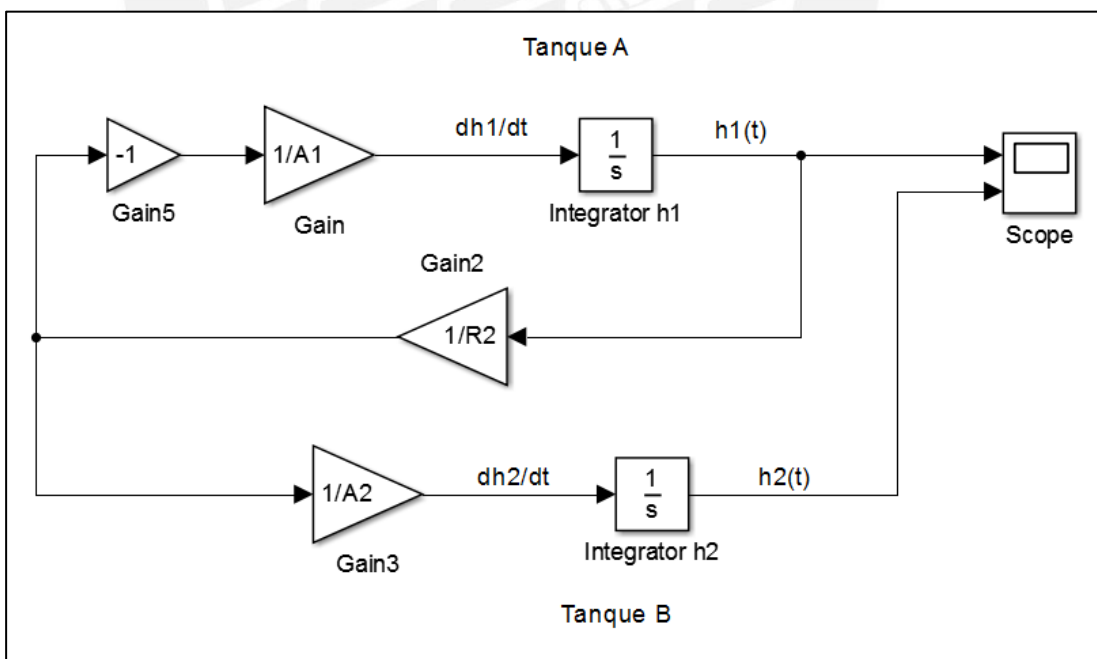 Tanque A
dh1/dt
h1(t)
-1
1/A1
1
s
Gain5
Gain
Integrator h1
Scope
Gain2
1/R2
dh2/dt
h2(t)
1/A2
1
s
Gain3
Integrator h2
Tanque B